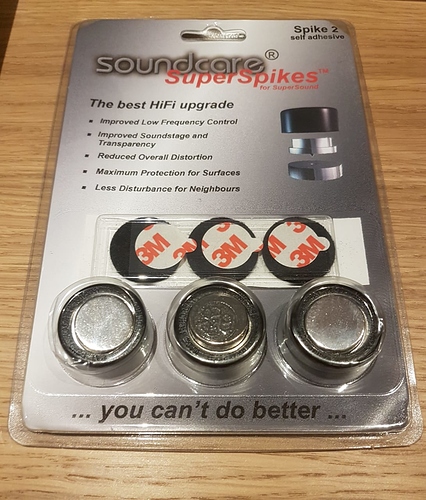 Spike 2
self adhesive
soundcare®
SuperSpikes™
for SuperSound
The best HiFi upgrade
▪ Improved Low Frequency Control
▪ Improved Soundstage and
Transparency
▪ Reduced Overall Distortion
▪ Maximum Protection for Surfaces
▪ Less Disturbance for Neighbours
3M 3M 3M
... you can't do better ...